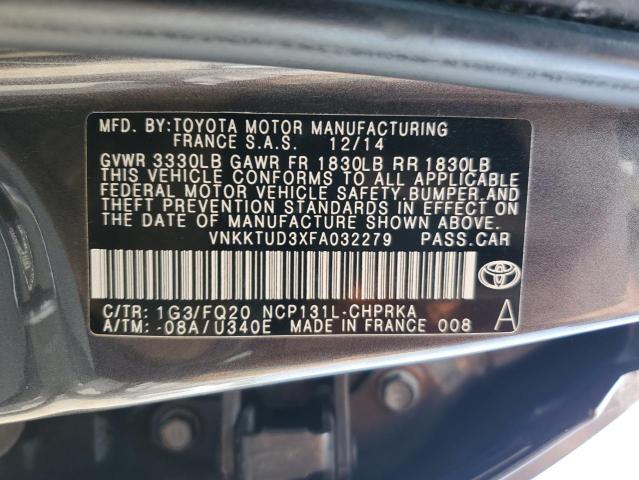 MFD. BY:TOYOTA MOTOR MANUFACTURING
FRANCE S.A.S. 12/14
GVWR 3330LB GAWR FR 1830LB RR 1830LB
THIS VEHICLE CONFORMS TO ALL APPLICABLE
FEDERAL MOTOR VEHICLE SAFETY, BUMPER, AND
THEFT PREVENTION STANDARDS IN EFFECT ON
THE DATE OF MANUFACTURE SHOWN ABOVE.
VNKKTUD3XFA032279 PASS.CAR
C/TR: 1G3/FQ20 NCP131L-CHPRKA A
A/TM: -08A/U340E MADE IN FRANCE 008